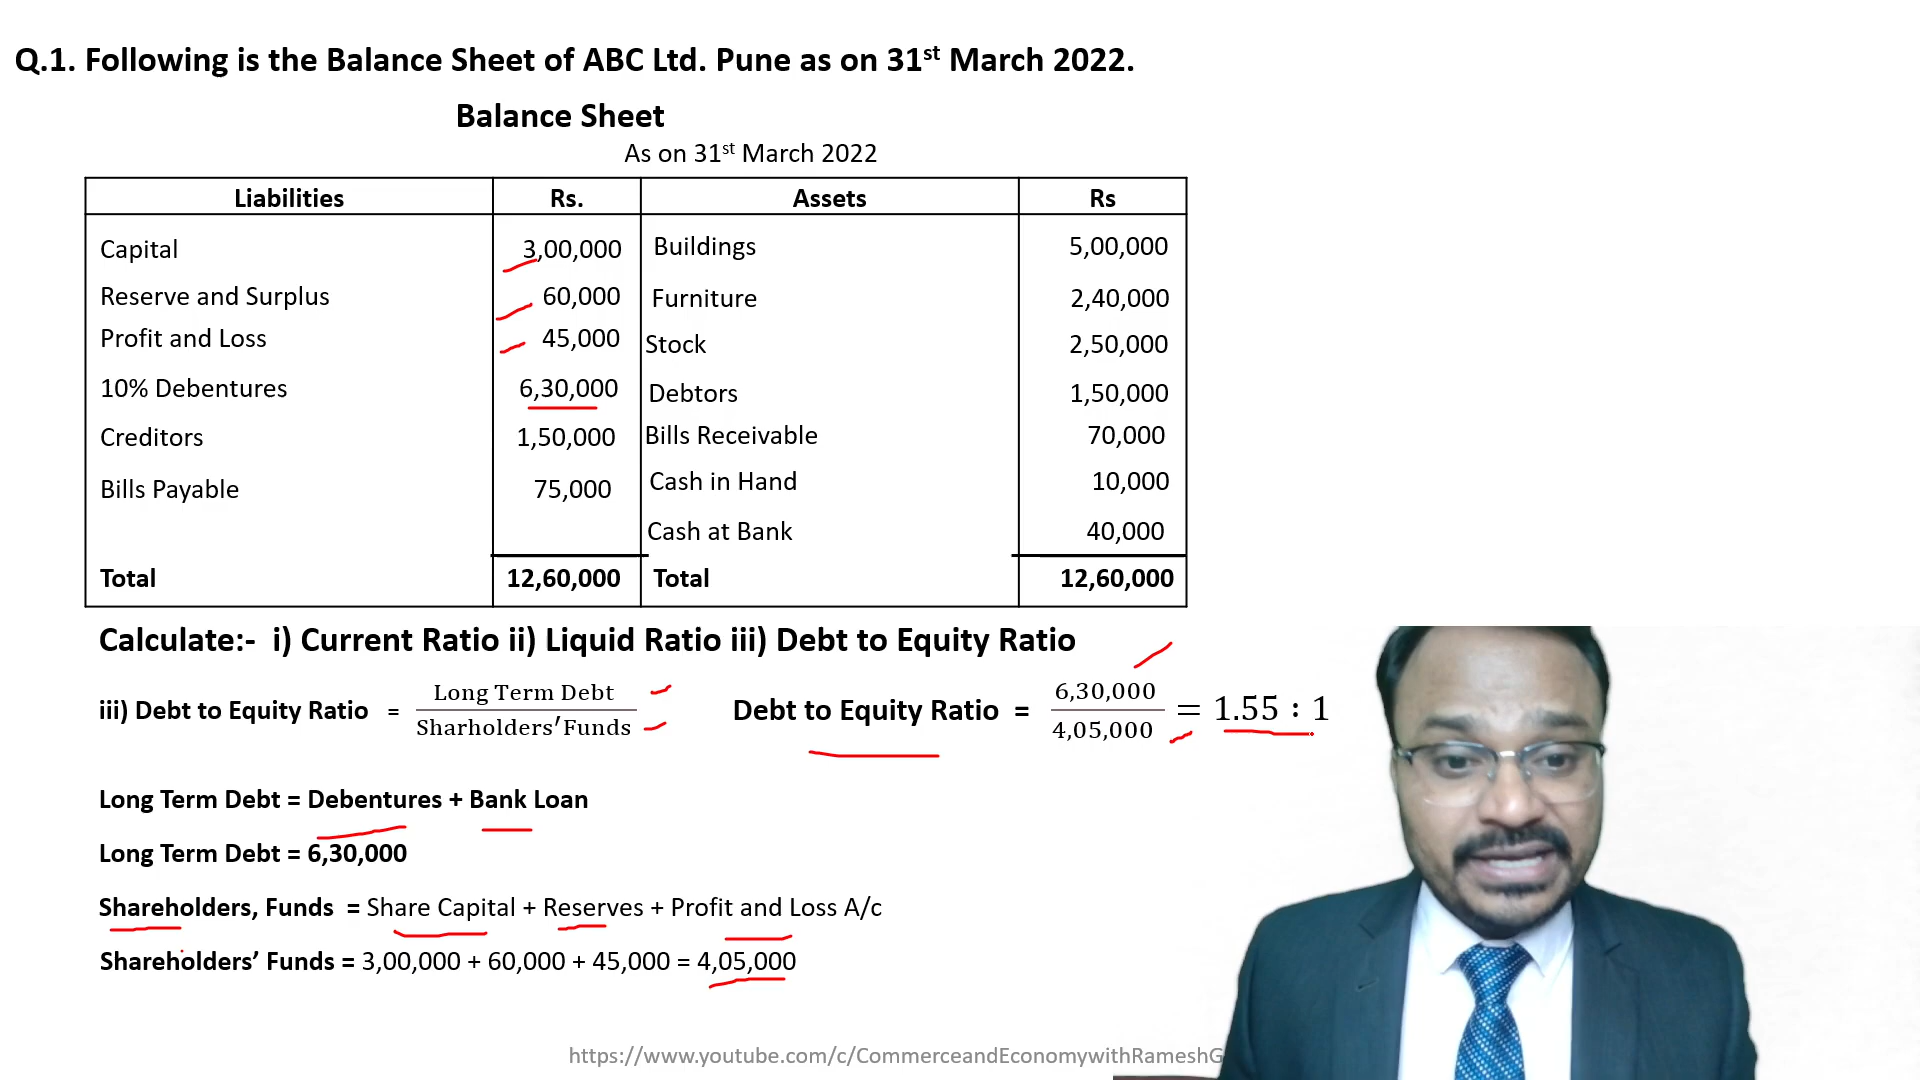 Q.1. Following is the Balance Sheet of ABC Ltd. Pune as on 31st March 2022.
Balance Sheet
As on 31st March 2022
Liabilities Rs. Assets Rs
Capital 3,00,000 Buildings 5,00,000
Reserve and Surplus 60,000 Furniture 2,40,000
Profit and Loss 45,000 Stock 2,50,000
10% Debentures 6,30,000 Debtors 1,50,000
Creditors 1,50,000 Bills Receivable 70,000
Bills Payable 75,000 Cash in Hand 10,000
Cash at Bank 40,000
Total 12,60,000 Total 12,60,000
Calculate:- i) Current Ratio ii) Liquid Ratio iii) Debt to Equity Ratio
iii) Debt to Equity Ratio = Long Term Debt / Sharholders'Funds Debt to Equity Ratio = 6,30,000 / 4,05,000 = 1.55 : 1
Long Term Debt = Debentures + Bank Loan
Long Term Debt = 6,30,000
Shareholders, Funds = Share Capital + Reserves + Profit and Loss A/c
Shareholders' Funds = 3,00,000 + 60,000 + 45,000 = 4,05,000
https://www.youtube.com/c/CommerceandEconomywithRameshG